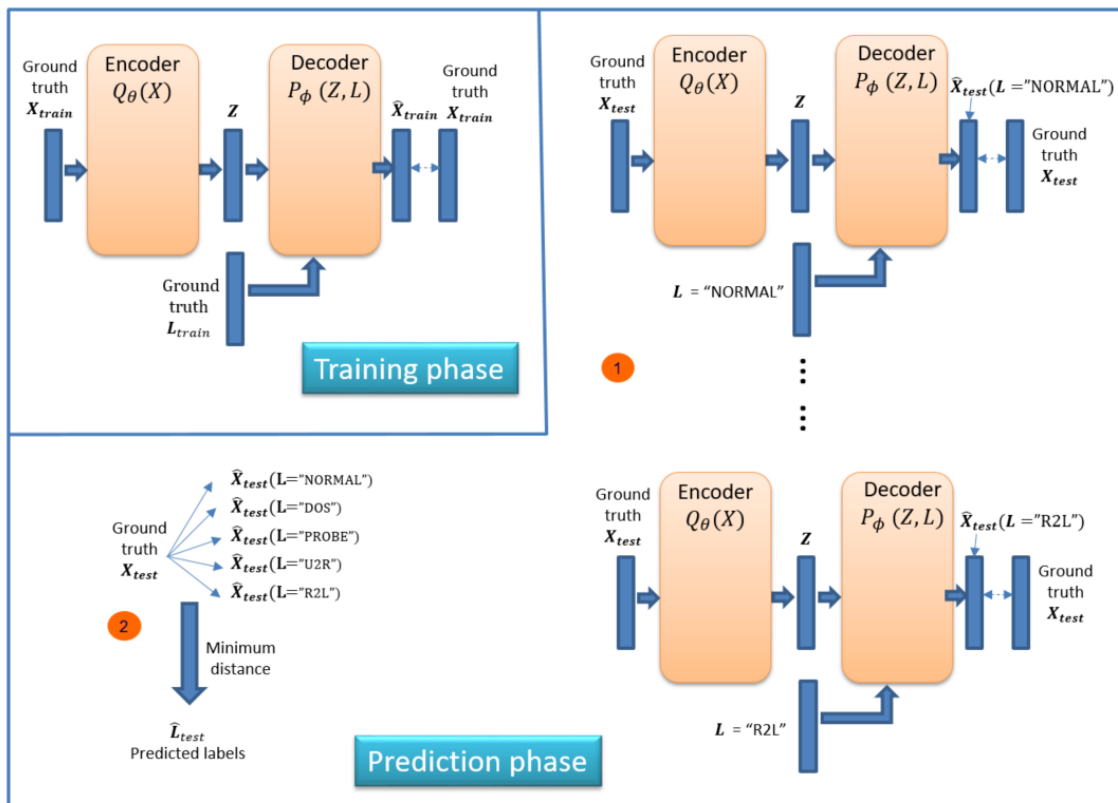 Ground
truth
X_train
Encoder
Q_θ(X)
Z
Decoder
P_ϕ (Z, L)
X̂_train
Ground
truth
X_train
Ground
truth
L_train
Training phase
Ground
truth
X_test
Encoder
Q_θ(X)
Z
Decoder
P_ϕ (Z, L)
X̂_test(L ="NORMAL")
Ground
truth
X_test
L = “NORMAL”
1
⋮
⋮
Ground
truth
X_test
Encoder
Q_θ(X)
Z
Decoder
P_ϕ (Z, L)
X̂_test(L ="R2L")
Ground
truth
X_test
L = “R2L”
Ground
truth
X_test
X̂_test(L="NORMAL")
X̂_test(L="DOS")
X̂_test(L="PROBE")
X̂_test(L="U2R")
X̂_test(L="R2L")
2
Minimum
distance
L̂_test
Predicted labels
Prediction phase